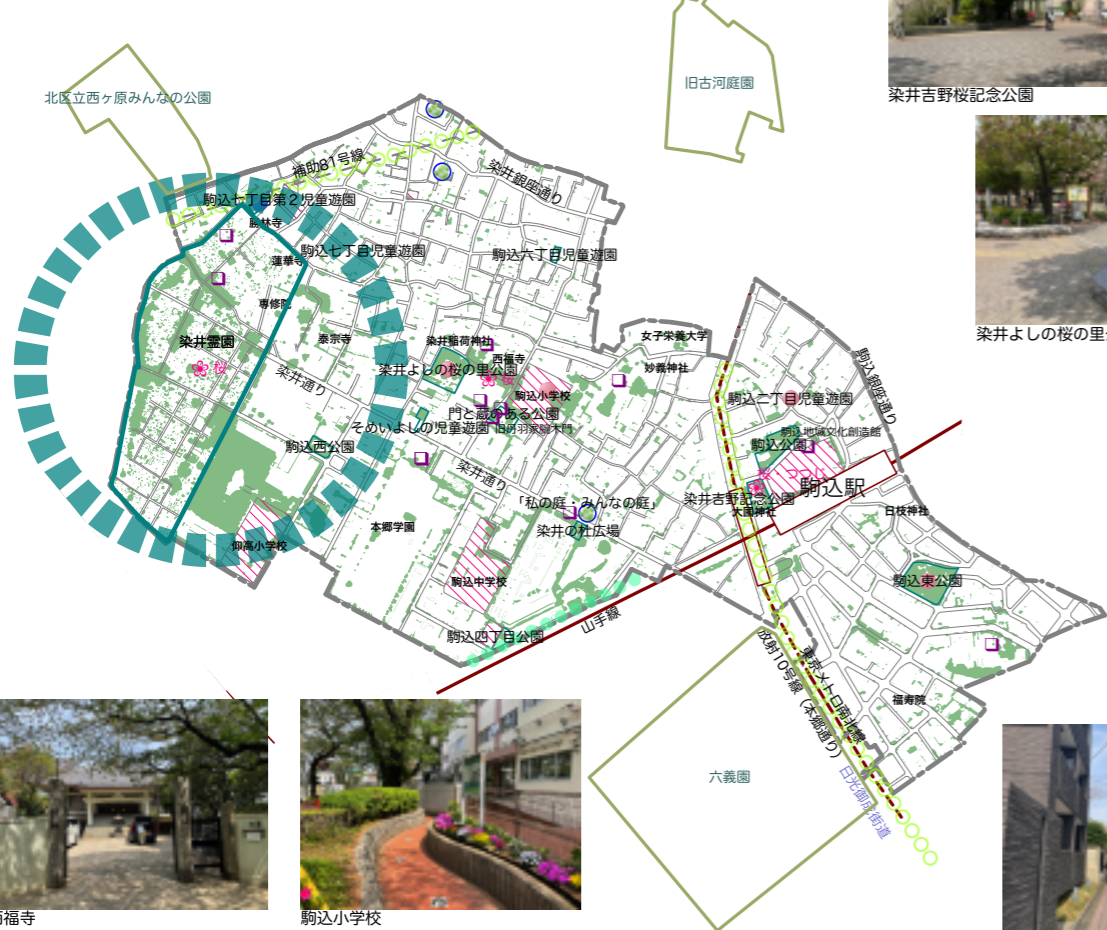 染井吉野桜記念公園
旧古河庭園
北区立西ヶ原みんなの公園
補助81号線
染井銀座通り
駒込七丁目第2児童遊園
勝林寺
駒込七丁目児童遊園
蓮華寺
駒込六丁目児童遊園
専修院
染井よしの桜の里
泰宗寺
染井稲荷神社
女子栄養大学
染井霊園
桜
西福寺
妙義神社
駒込銀座通り
染井よしの桜の里公園
桜
染井通り
駒込小学校
駒込二丁目児童遊園
門と蔵のある公園
そめいよしの児童遊園
旧丹羽家腕木門
駒込地域文化創造館
駒込公園
駒込西公園
染井通り
つつじ
駒込駅
「私の庭・みんなの庭」
染井吉野記念公園
大国神社
日枝神社
本郷学園
染井の杜広場
仰高小学校
駒込中学校
駒込東公園
山手線
駒込四丁目公園
放射10号線(本郷通り)
東京メトロ南北線
福寿院
六義園
日光御成街道
西福寺
駒込小学校